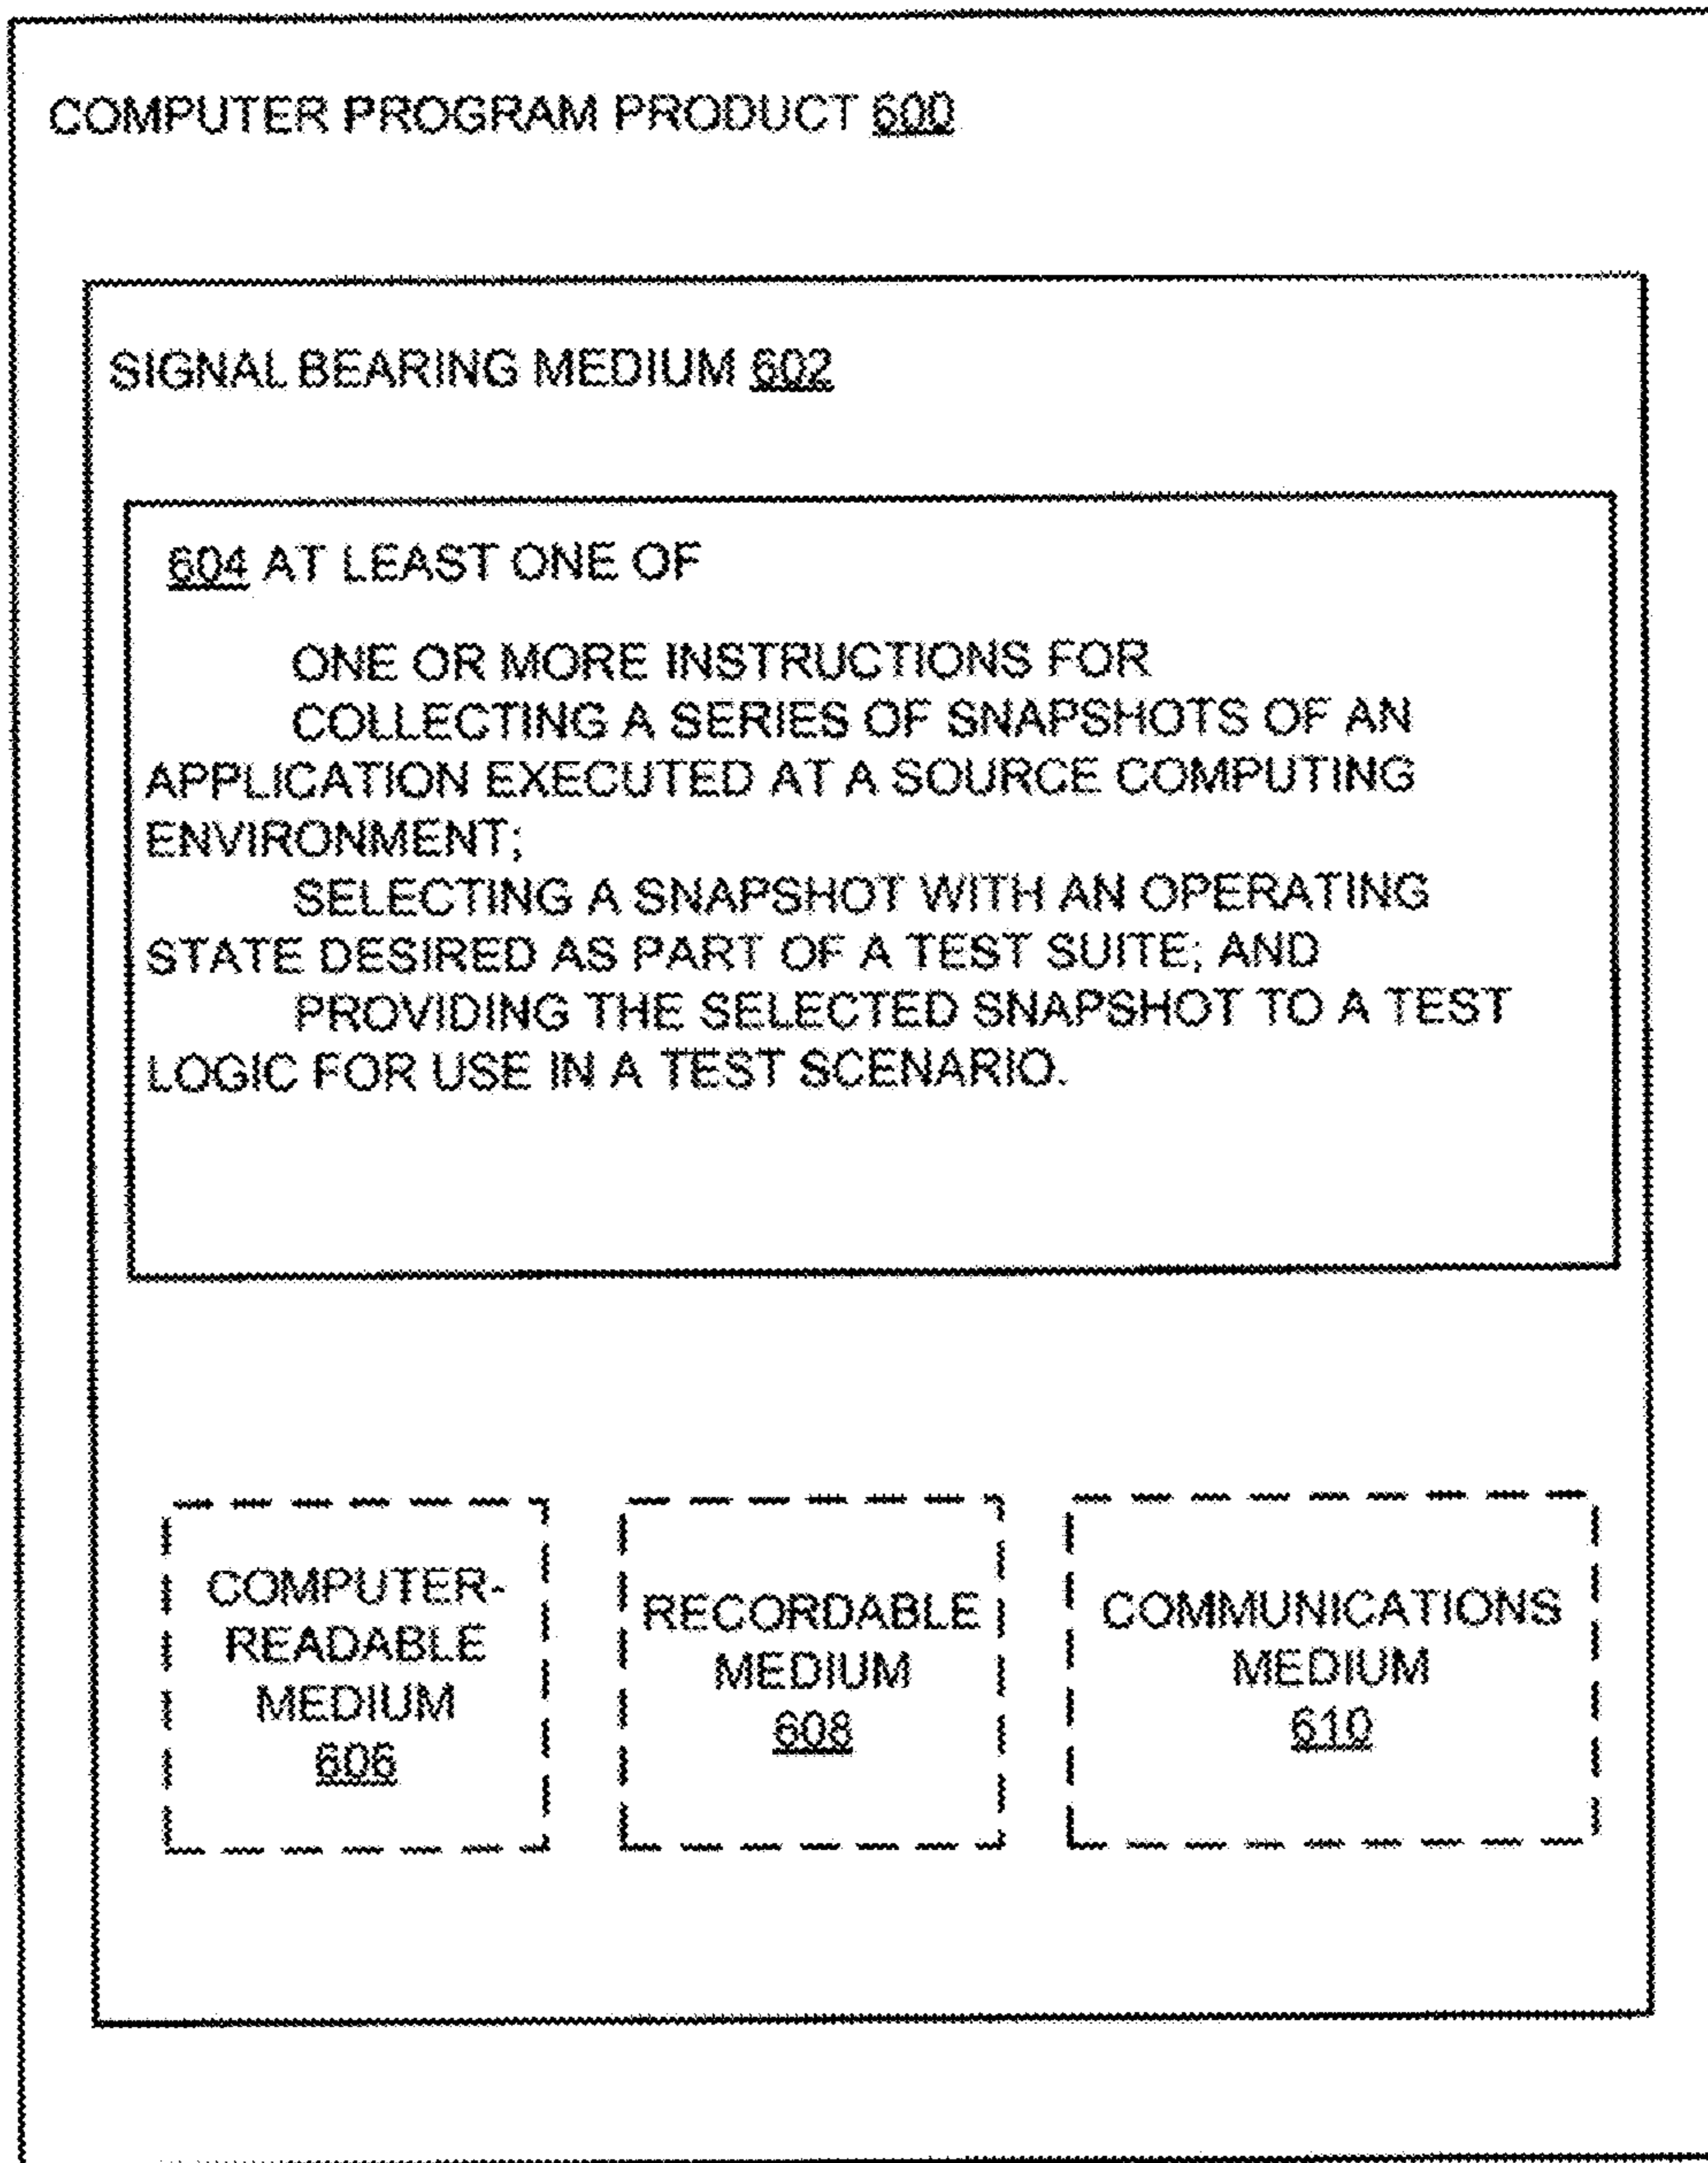 COMPUTER PROGRAM PRODUCT 600
SIGNAL BEARING MEDIUM 602
604 AT LEAST ONE OF
ONE OR MORE INSTRUCTIONS FOR
COLLECTING A SERIES OF SNAPSHOTS OF AN
APPLICATION EXECUTED AT A SOURCE COMPUTING
ENVIRONMENT;
SELECTING A SNAPSHOT WITH AN OPERATING
STATE DESIRED AS PART OF A TEST SUITE; AND
PROVIDING THE SELECTED SNAPSHOT TO A TEST
LOGIC FOR USE IN A TEST SCENARIO.
COMPUTER-
READABLE
MEDIUM
606
RECORDABLE
MEDIUM
608
COMMUNICATIONS
MEDIUM
610